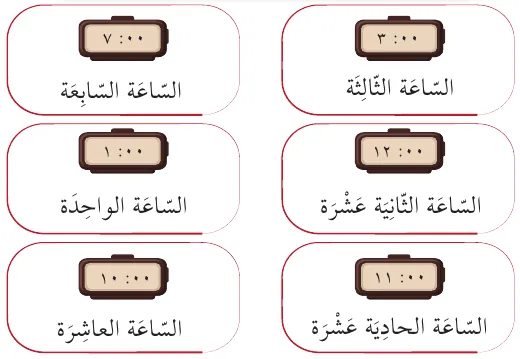 ٣ :٠٠
السّاعَة الثّالِثَة
٧ :٠٠
السّاعَة السّابِعَة
١٢ :٠٠
السّاعَة الثّانِيَة عَشْرَة
١ :٠٠
السّاعَة الواحِدَة
١١ :٠٠
السّاعَة الحادِيَة عَشْرَة
١٠ :٠٠
السّاعَة العاشِرَة